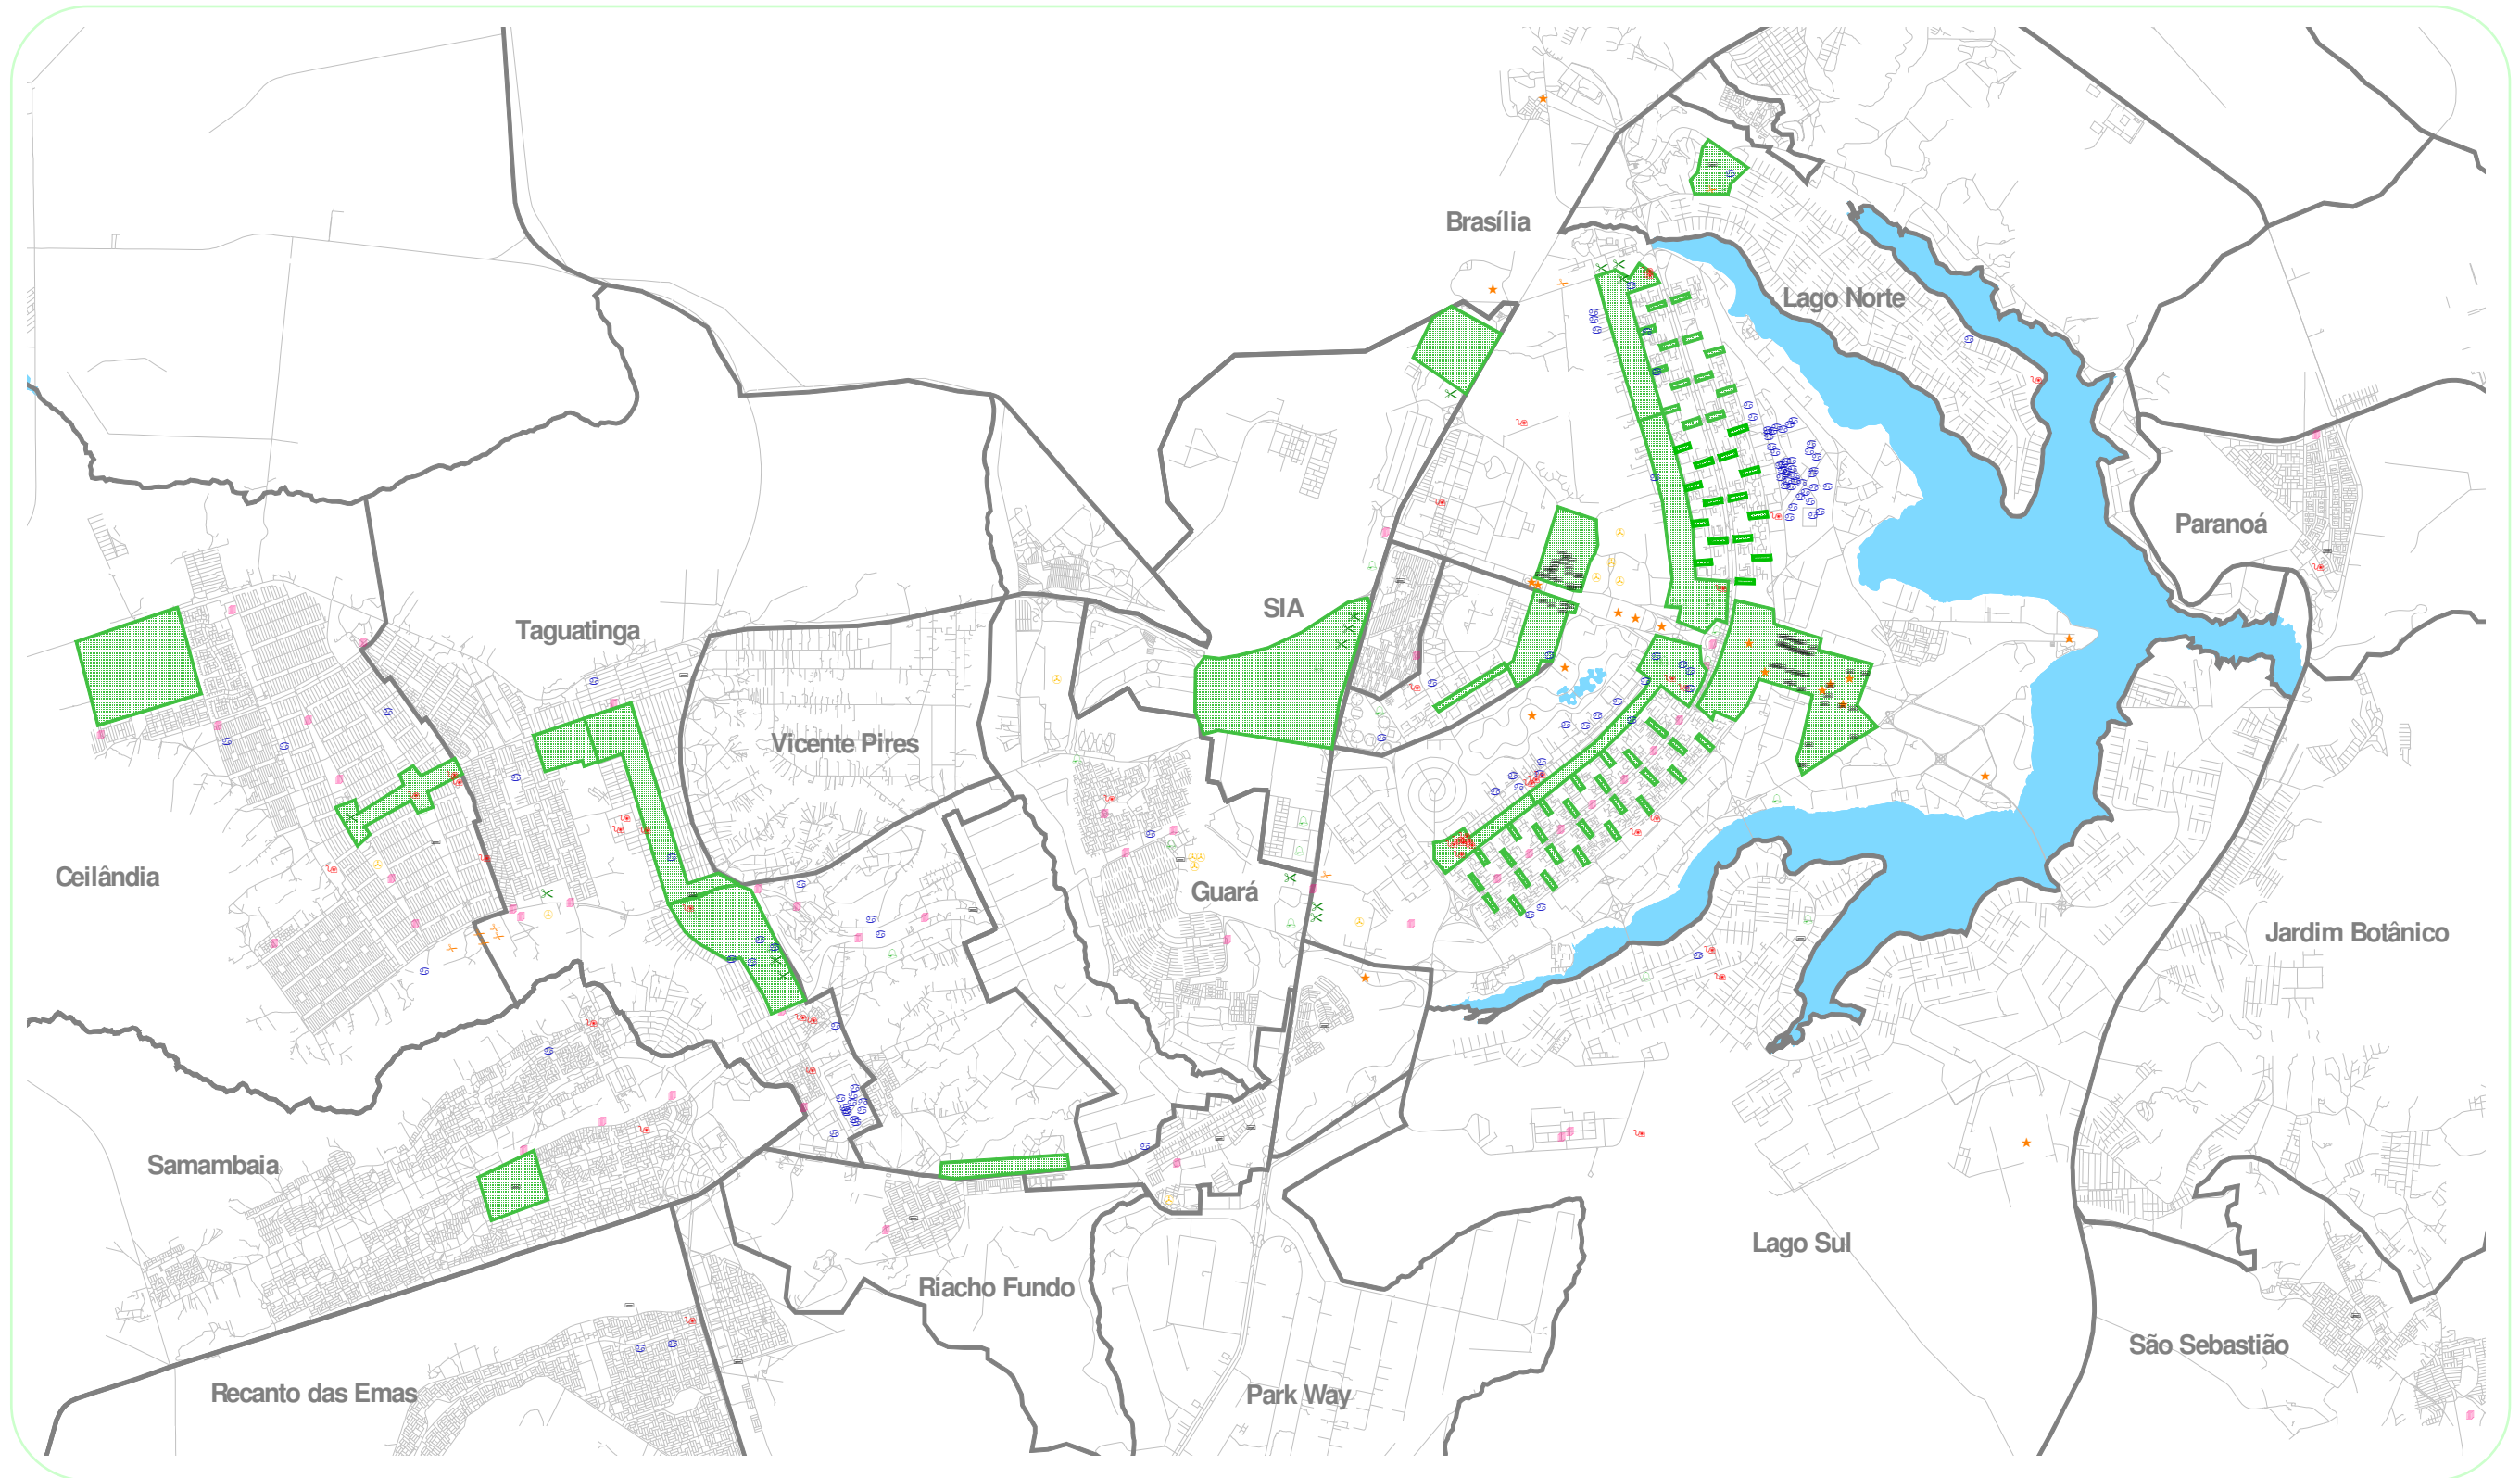 Brasília
Lago Norte
Paranoá
SIA
Taguatinga
Vicente Pires
Ceilândia
Guará
Jardim Botânico
Samambaia
Lago Sul
Riacho Fundo
São Sebastião
Recanto das Emas
Park Way